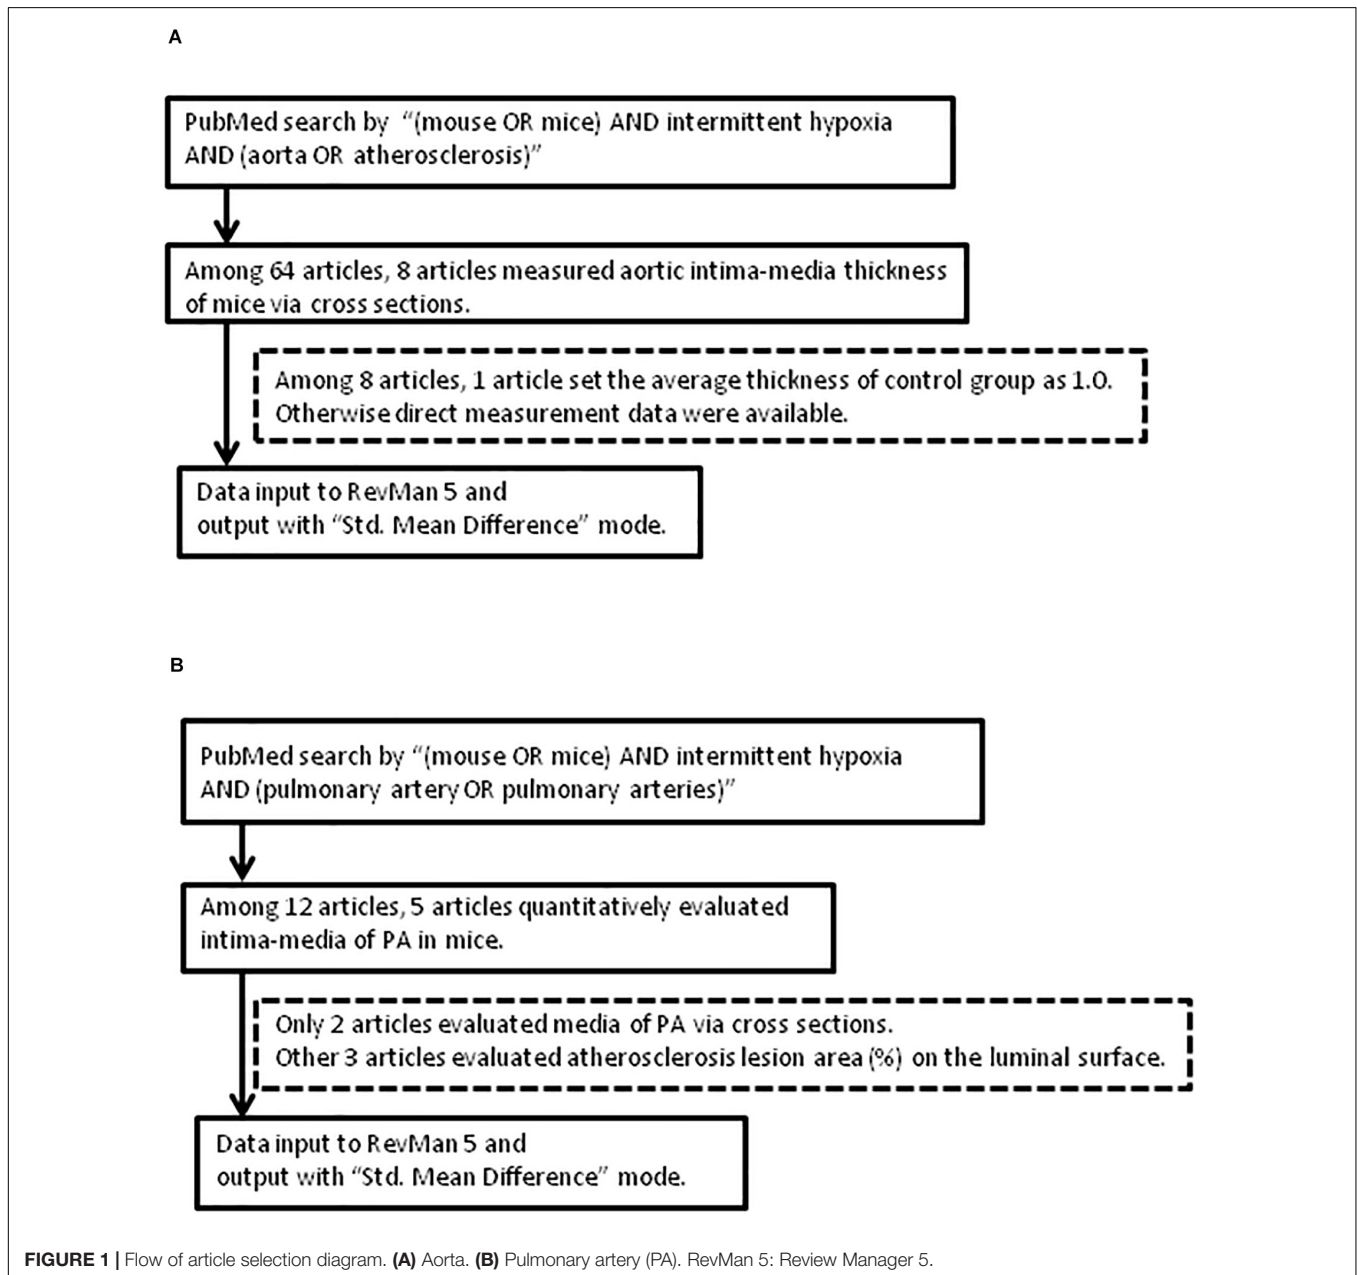 A
PubMed search by “(mouse OR mice) AND intermittent hypoxia
AND (aorta OR atherosclerosis)”
Among 64 articles, 8 articles measured aortic intima-media thickness
of mice via cross sections.
Among 8 articles, 1 article set the average thickness of control group as 1.0.
Otherwise direct measurement data were available.
Data input to RevMan 5 and
output with “Std. Mean Difference” mode.
B
PubMed search by “(mouse OR mice) AND intermittent hypoxia
AND (pulmonary artery OR pulmonary arteries)”
Among 12 articles, 5 articles quantitatively evaluated
intima-media of PA in mice.
Only 2 articles evaluated media of PA via cross sections.
Other 3 articles evaluated atherosclerosis lesion area (%) on the luminal surface.
Data input to RevMan 5 and
output with “Std. Mean Difference” mode.
FIGURE 1 | Flow of article selection diagram. (A) Aorta. (B) Pulmonary artery (PA). RevMan 5: Review Manager 5.